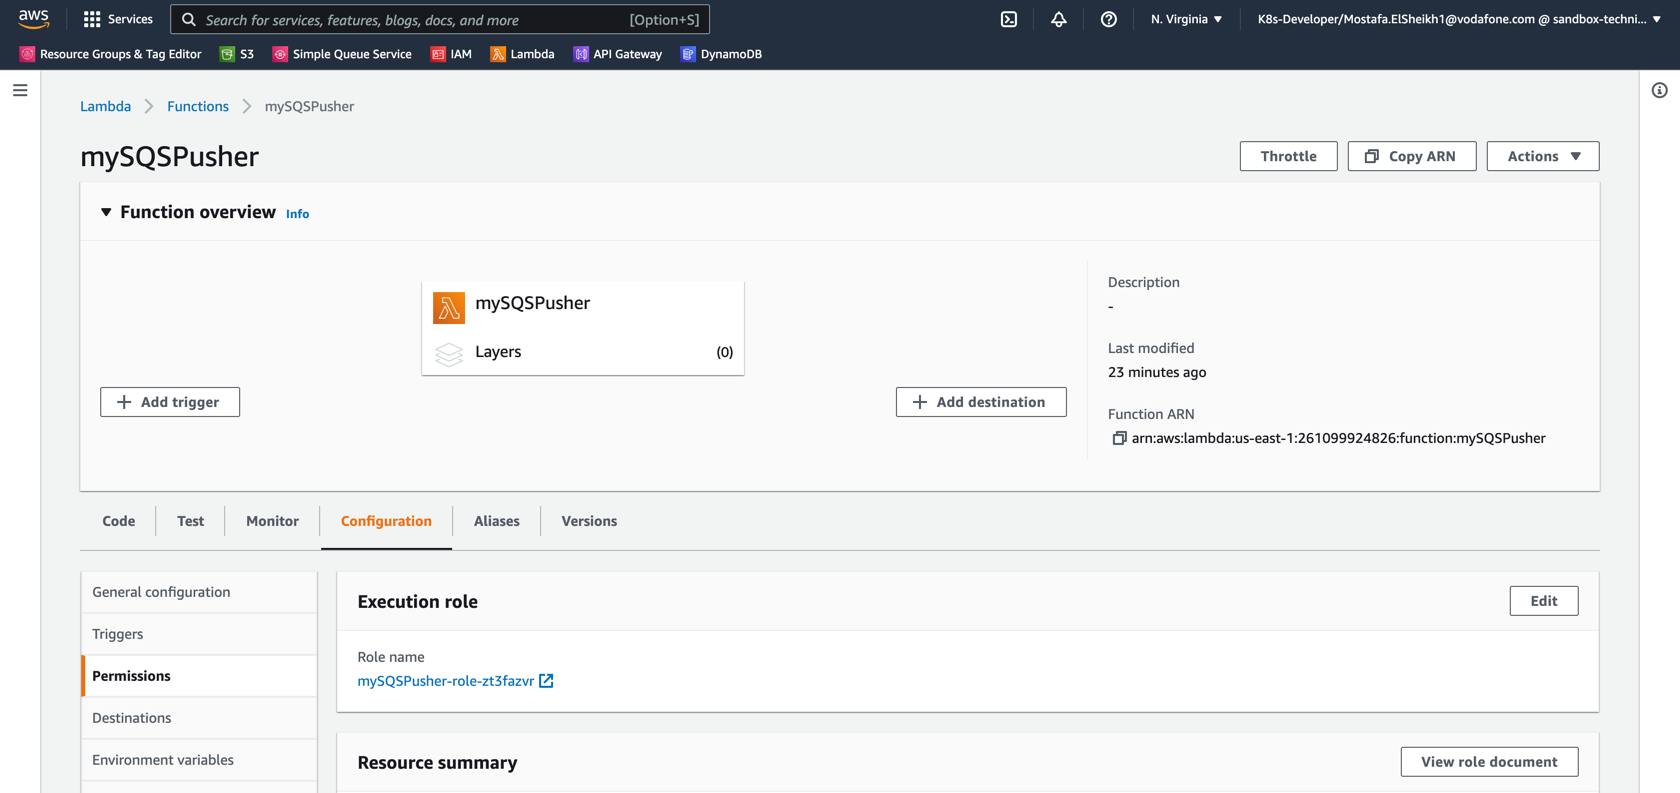 aws Services Search for services, features, blogs, docs, and more [Option+S] N. Virginia ▼ K8s-Developer/Mostafa.ElSheikh1@vodafone.com @ sandbox-techni... ▼
Resource Groups & Tag Editor S3 Simple Queue Service IAM Lambda API Gateway DynamoDB
Lambda > Functions > mySQSPusher
mySQSPusher
Throttle Copy ARN Actions ▼
▼ Function overview Info
mySQSPusher
Layers (0)
+ Add trigger
+ Add destination
Description
-
Last modified
23 minutes ago
Function ARN
arn:aws:lambda:us-east-1:261099924826:function:mySQSPusher
Code Test Monitor Configuration Aliases Versions
General configuration
Triggers
Permissions
Destinations
Environment variables
Execution role
Edit
Role name
mySQSPusher-role-zt3fazvr
Resource summary
View role document